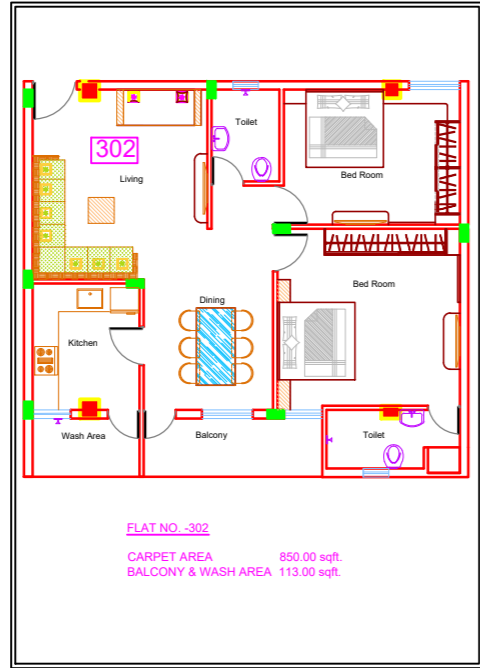 302
Toilet
Living
Bed Room
Bed Room
Dining
Kitchen
Wash Area
Balcony
Toilet
FLAT NO. -302
CARPET AREA 850.00 sqft.
BALCONY & WASH AREA 113.00 sqft.